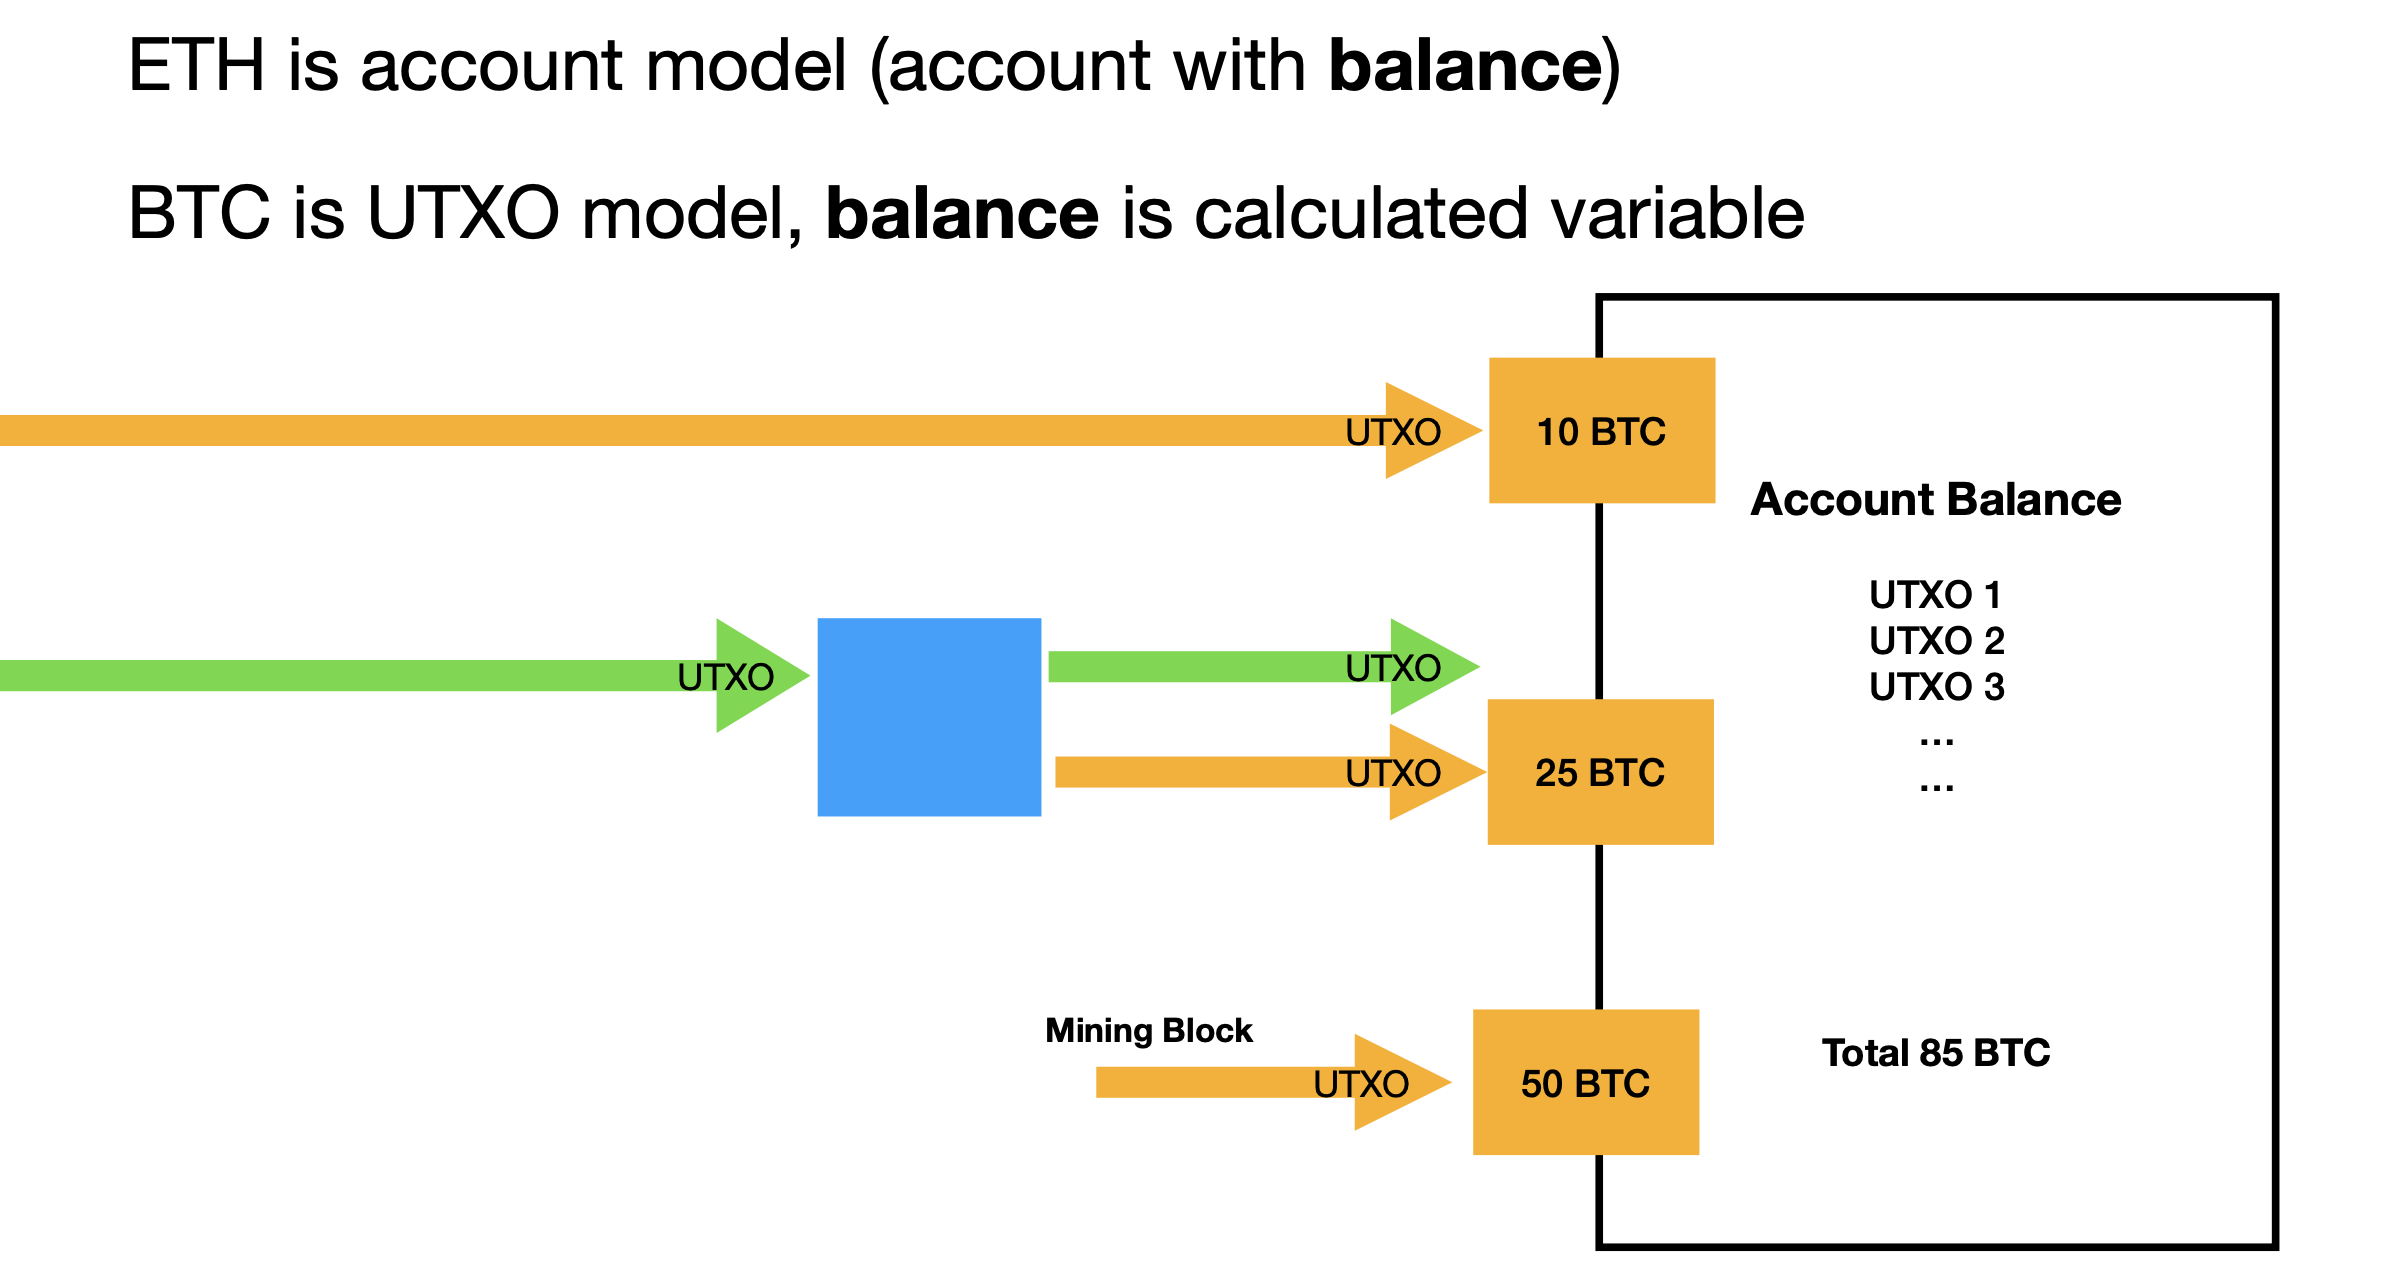 ETH is account model (account with balance)
BTC is UTXO model, balance is calculated variable
UTXO
10 BTC
Account Balance
UTXO 1
UTXO 2
UTXO 3
...
...
UTXO
UTXO
UTXO
25 BTC
Mining Block
UTXO
50 BTC
Total 85 BTC